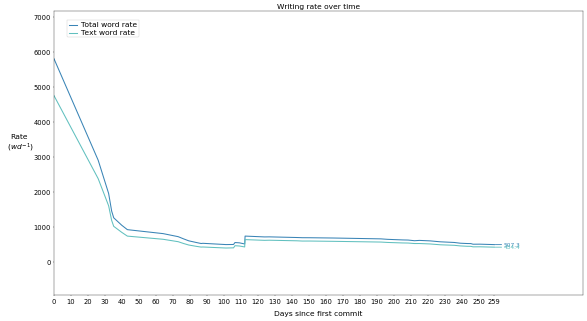 Writing rate over time
Total word rate
Text word rate
7000
6000
5000
4000
3000
2000
1000
0
Rate
(wd⁻¹)
0 10 20 30 40 50 60 70 80 90 100 110 120 130 140 150 160 170 180 190 200 210 220 230 240 250 259
Days since first commit